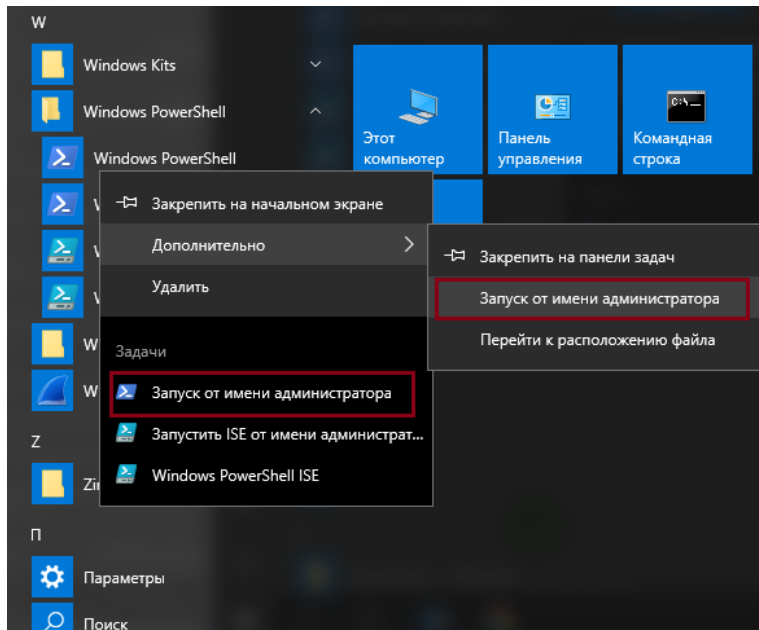 W
Windows Kits
Windows PowerShell
Windows PowerShell
Этот
компьютер
Панель
управления
C:\_
Командная
строка
W
Закрепить на начальном экране
W
Дополнительно
Закрепить на панели задач
W
Удалить
Запуск от имени администратора
W
Задачи
Перейти к расположению файла
W
Запуск от имени администратора
Z
Запустить ISE от имени администрат...
Zi
Windows PowerShell ISE
П
Параметры
Поиск